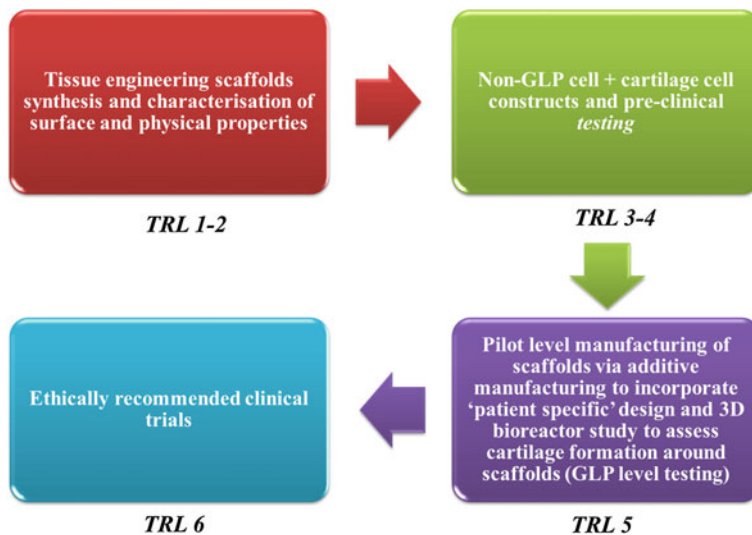 Tissue engineering scaffolds
synthesis and characterisation of
surface and physical properties
TRL 1-2
Non-GLP cell + cartilage cell
constructs and pre-clinical
testing
TRL 3-4
Pilot level manufacturing of
scaffolds via additive
manufacturing to incorporate
‘patient specific’ design and 3D
bioreactor study to assess
cartilage formation around
scaffolds (GLP level testing)
TRL 5
Ethically recommended clinical
trials
TRL 6